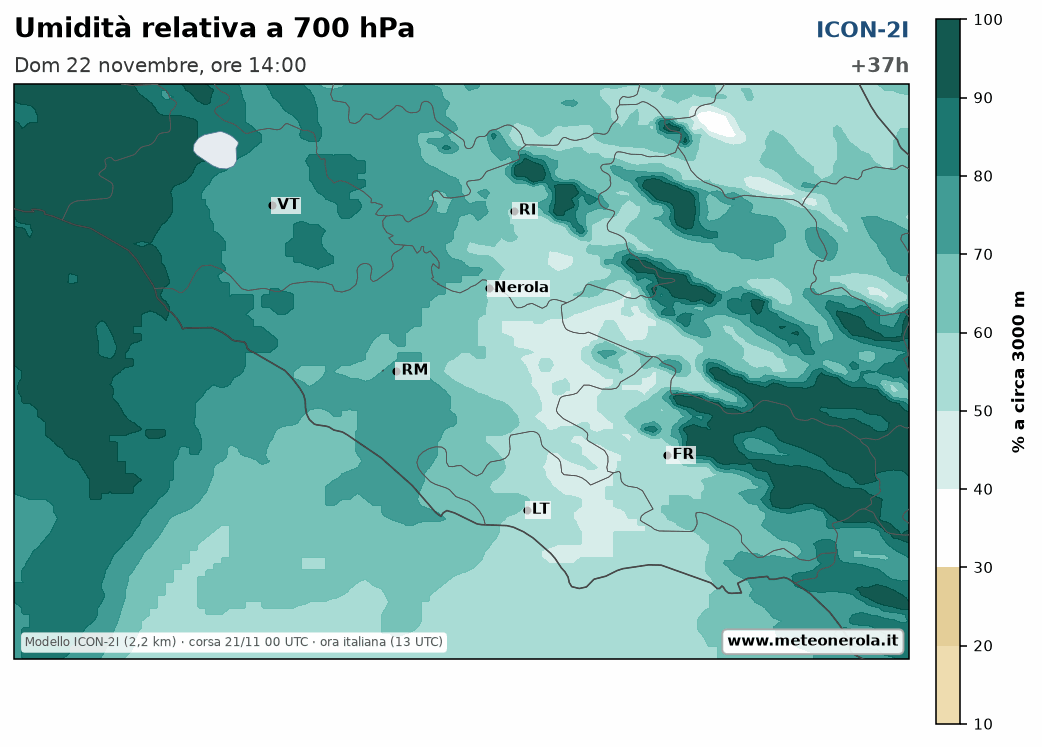 Umidità relativa a 700 hPa
ICON-2I
Dom 22 novembre, ore 14:00
+37h
VT
RI
Nerola
RM
FR
LT
Modello ICON-2I (2,2 km) · corsa 21/11 00 UTC · ora italiana (13 UTC)
www.meteonerola.it
100
90
80
70
60
50
40
30
20
10
% a circa 3000 m